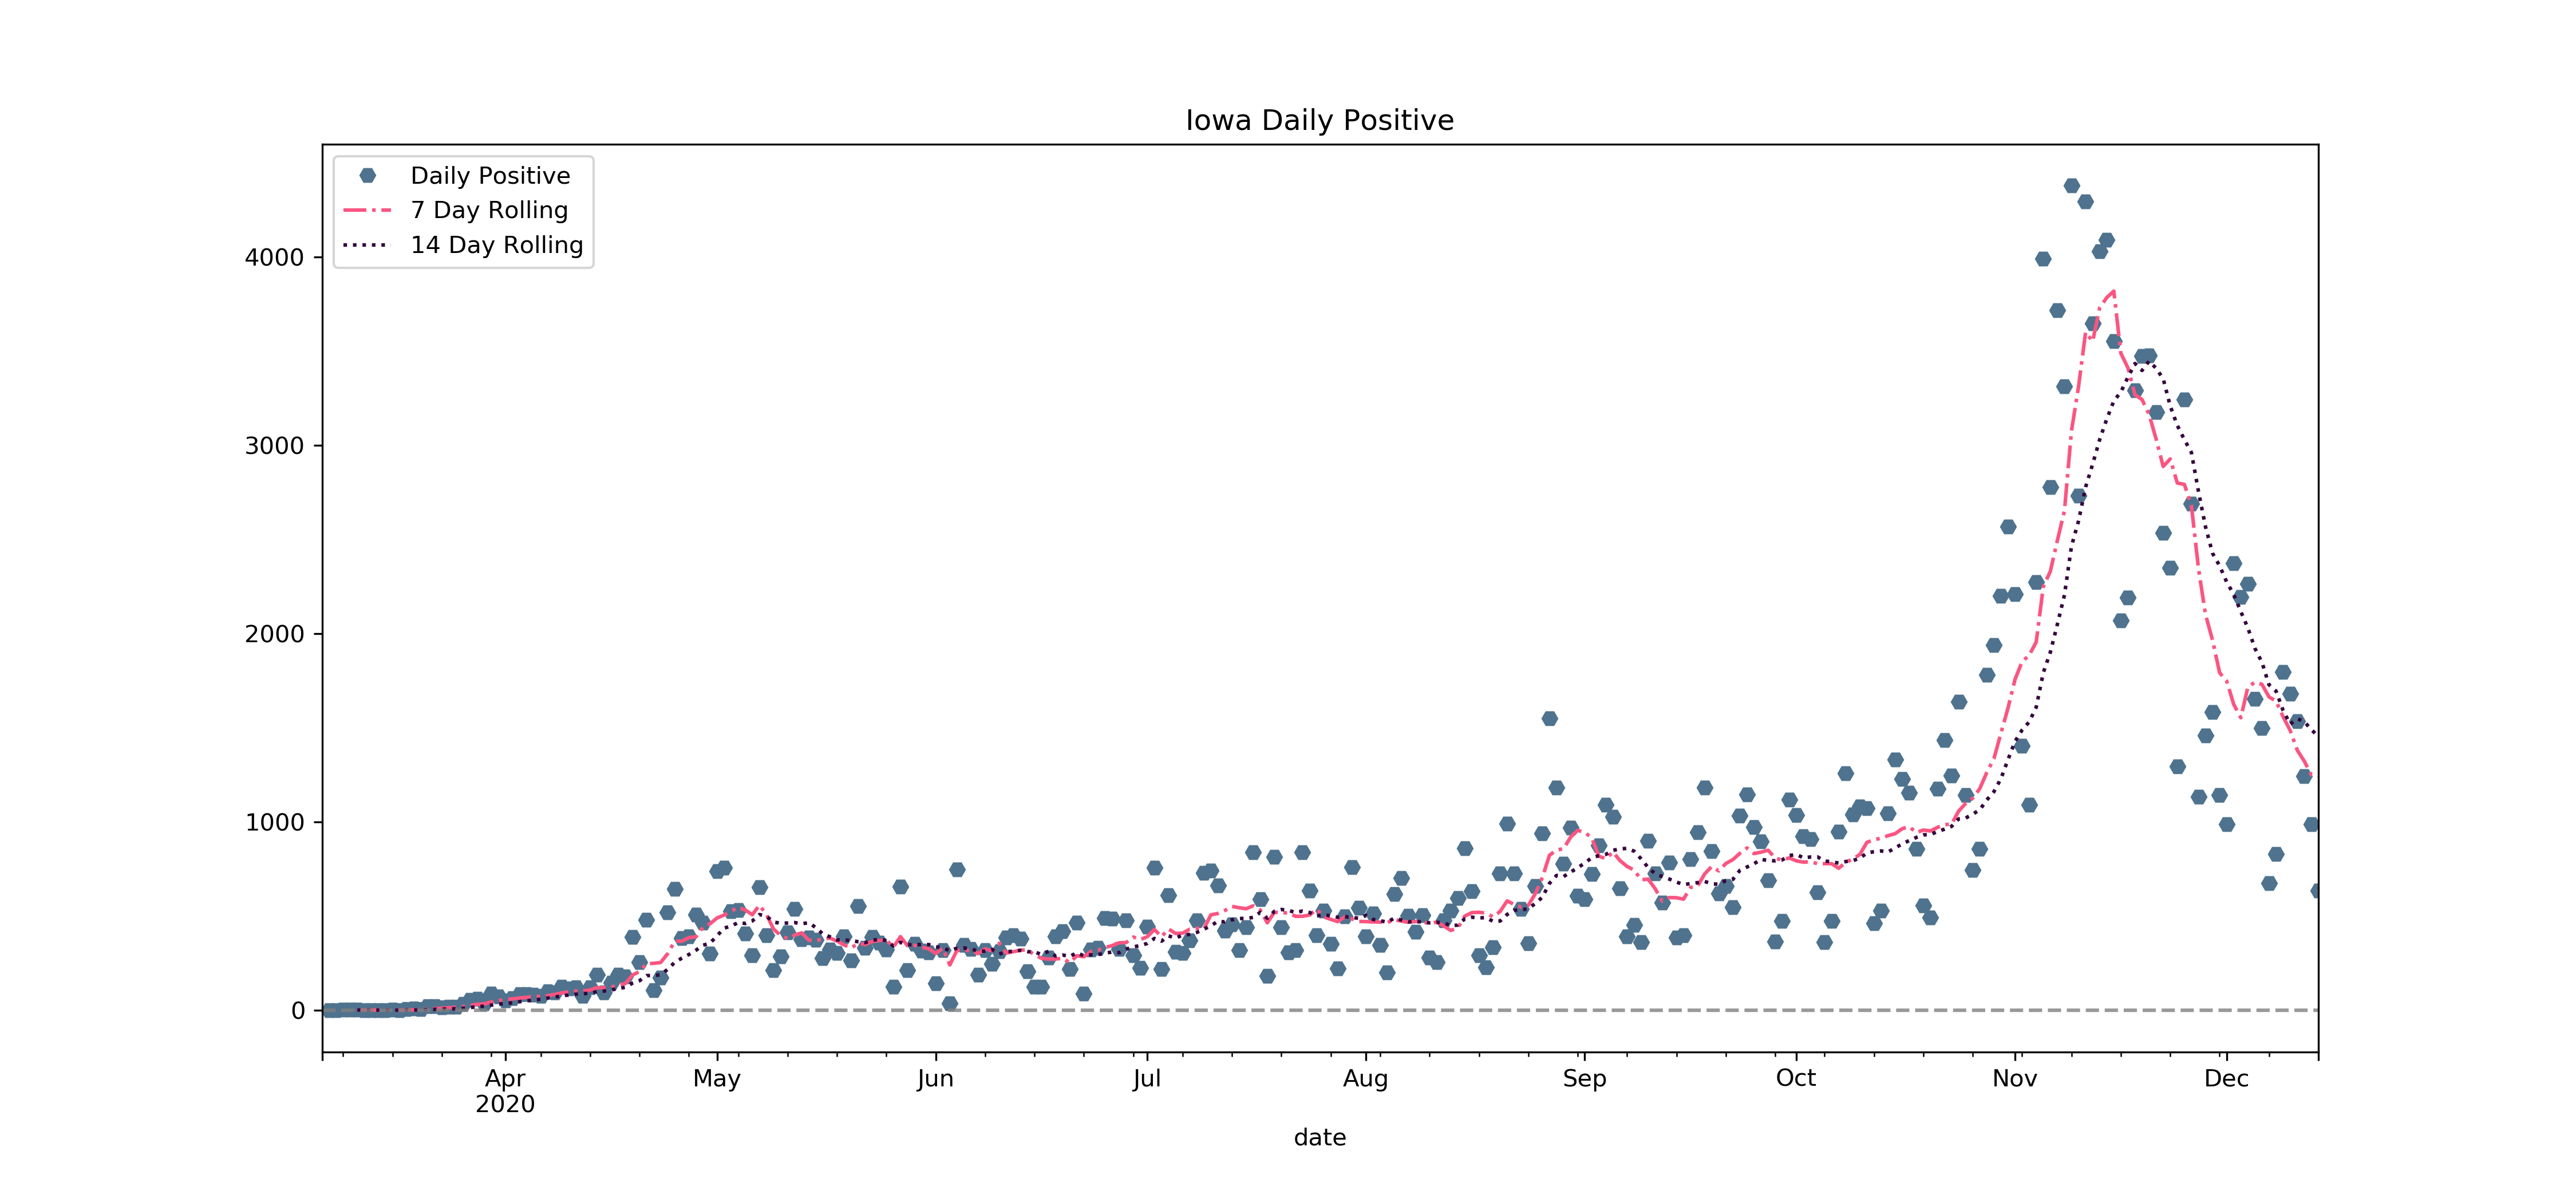 Iowa Daily Positive
Daily Positive
7 Day Rolling
14 Day Rolling
4000
3000
2000
1000
0
Apr May Jun Jul Aug Sep Oct Nov Dec
2020
date